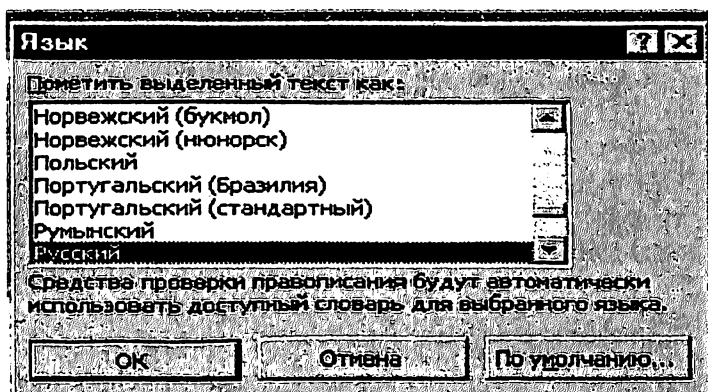 Язык
Пометить выделенный текст как:
Норвежский (букмол)
Норвежский (нюнорск)
Польский
Португальский (Бразилия)
Португальский (стандартный)
Румынский
Русский
Средства проверки правописания будут автоматически
использовать доступный словарь для выбранного языка.
ОК
Отмена
По умолчанию...